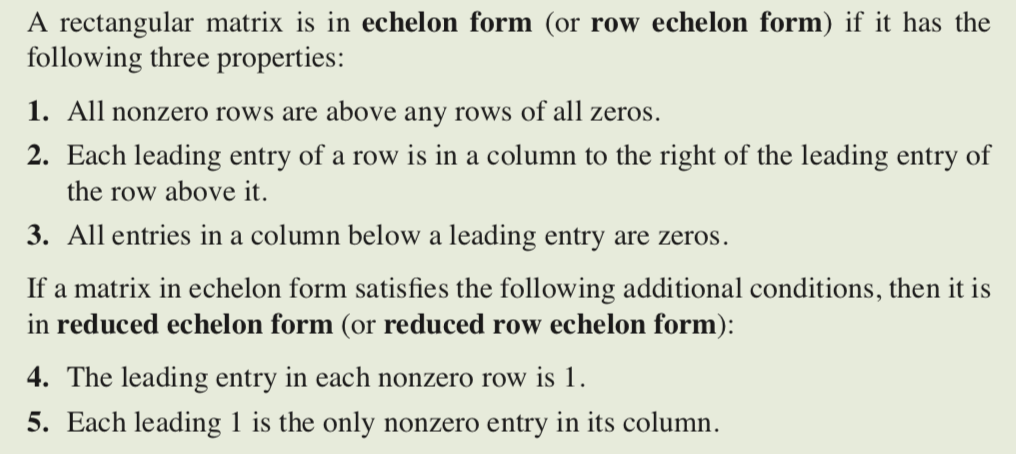 A rectangular matrix is in echelon form (or row echelon form) if it has the
following three properties:
1. All nonzero rows are above any rows of all zeros.
2. Each leading entry of a row is in a column to the right of the leading entry of
the row above it.
3. All entries in a column below a leading entry are zeros.
If a matrix in echelon form satisfies the following additional conditions, then it is
in reduced echelon form (or reduced row echelon form):
4. The leading entry in each nonzero row is 1.
5. Each leading 1 is the only nonzero entry in its column.